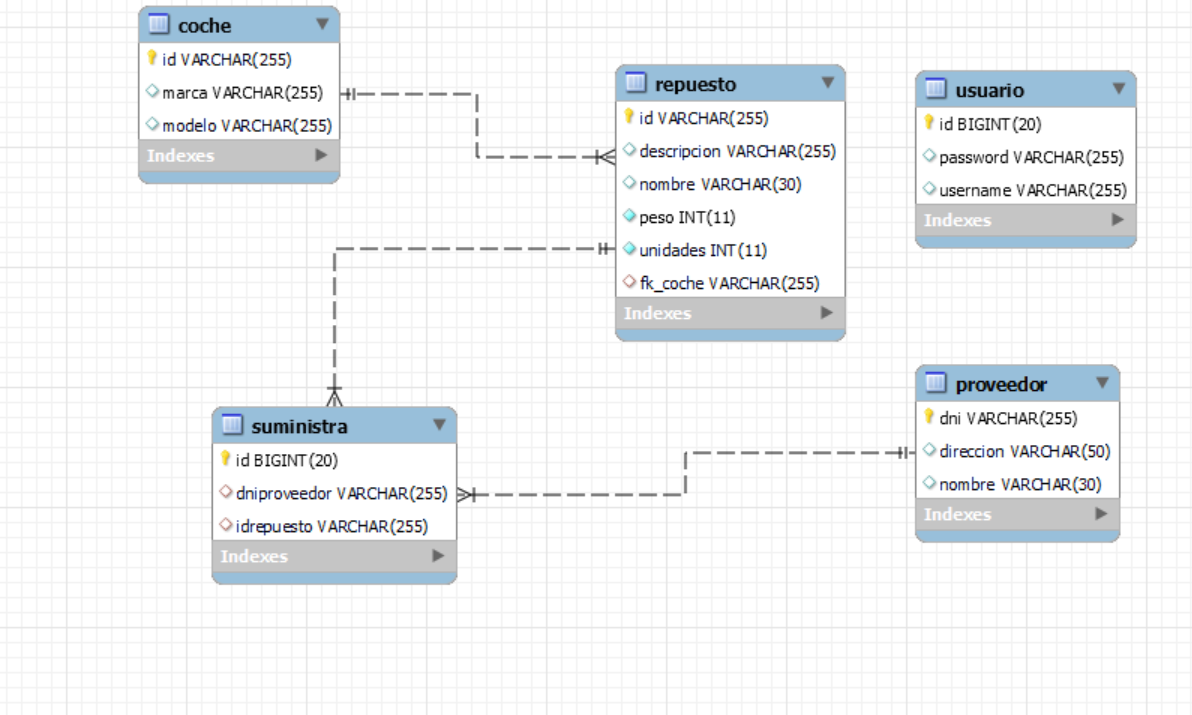 coche
id VARCHAR(255)
marca VARCHAR(255)
modelo VARCHAR(255)
Indexes
repuesto
id VARCHAR(255)
descripcion VARCHAR(255)
nombre VARCHAR(30)
peso INT(11)
unidades INT(11)
fk_coche VARCHAR(255)
Indexes
usuario
id BIGINT(20)
password VARCHAR(255)
username VARCHAR(255)
Indexes
suministra
id BIGINT(20)
dniproveedor VARCHAR(255)
idrepuesto VARCHAR(255)
Indexes
proveedor
dni VARCHAR(255)
direccion VARCHAR(50)
nombre VARCHAR(30)
Indexes